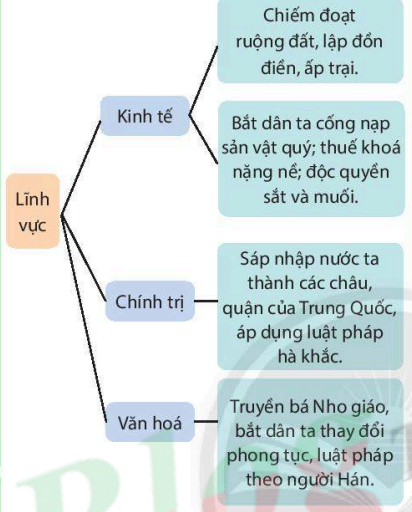 Lĩnh
vực
Kinh tế
Chiếm đoạt
ruộng đất, lập đồn
điền, ấp trại.
Bắt dân ta cống nạp
sản vật quý; thuế khoá
nặng nề; độc quyền
sắt và muối.
Chính trị
Sáp nhập nước ta
thành các châu,
quận của Trung Quốc,
áp dụng luật pháp
hà khắc.
Văn hoá
Truyền bá Nho giáo,
bắt dân ta thay đổi
phong tục, luật pháp
theo người Hán.